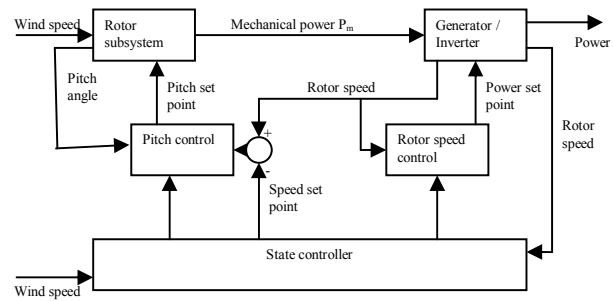 Wind speed
Rotor
subsystem
Mechanical power Pm
Generator /
Inverter
Power
Pitch
angle
Pitch set
point
Rotor speed
Power set
point
Rotor
speed
+
Pitch control
Rotor speed
control
-
Speed set
point
State controller
Wind speed